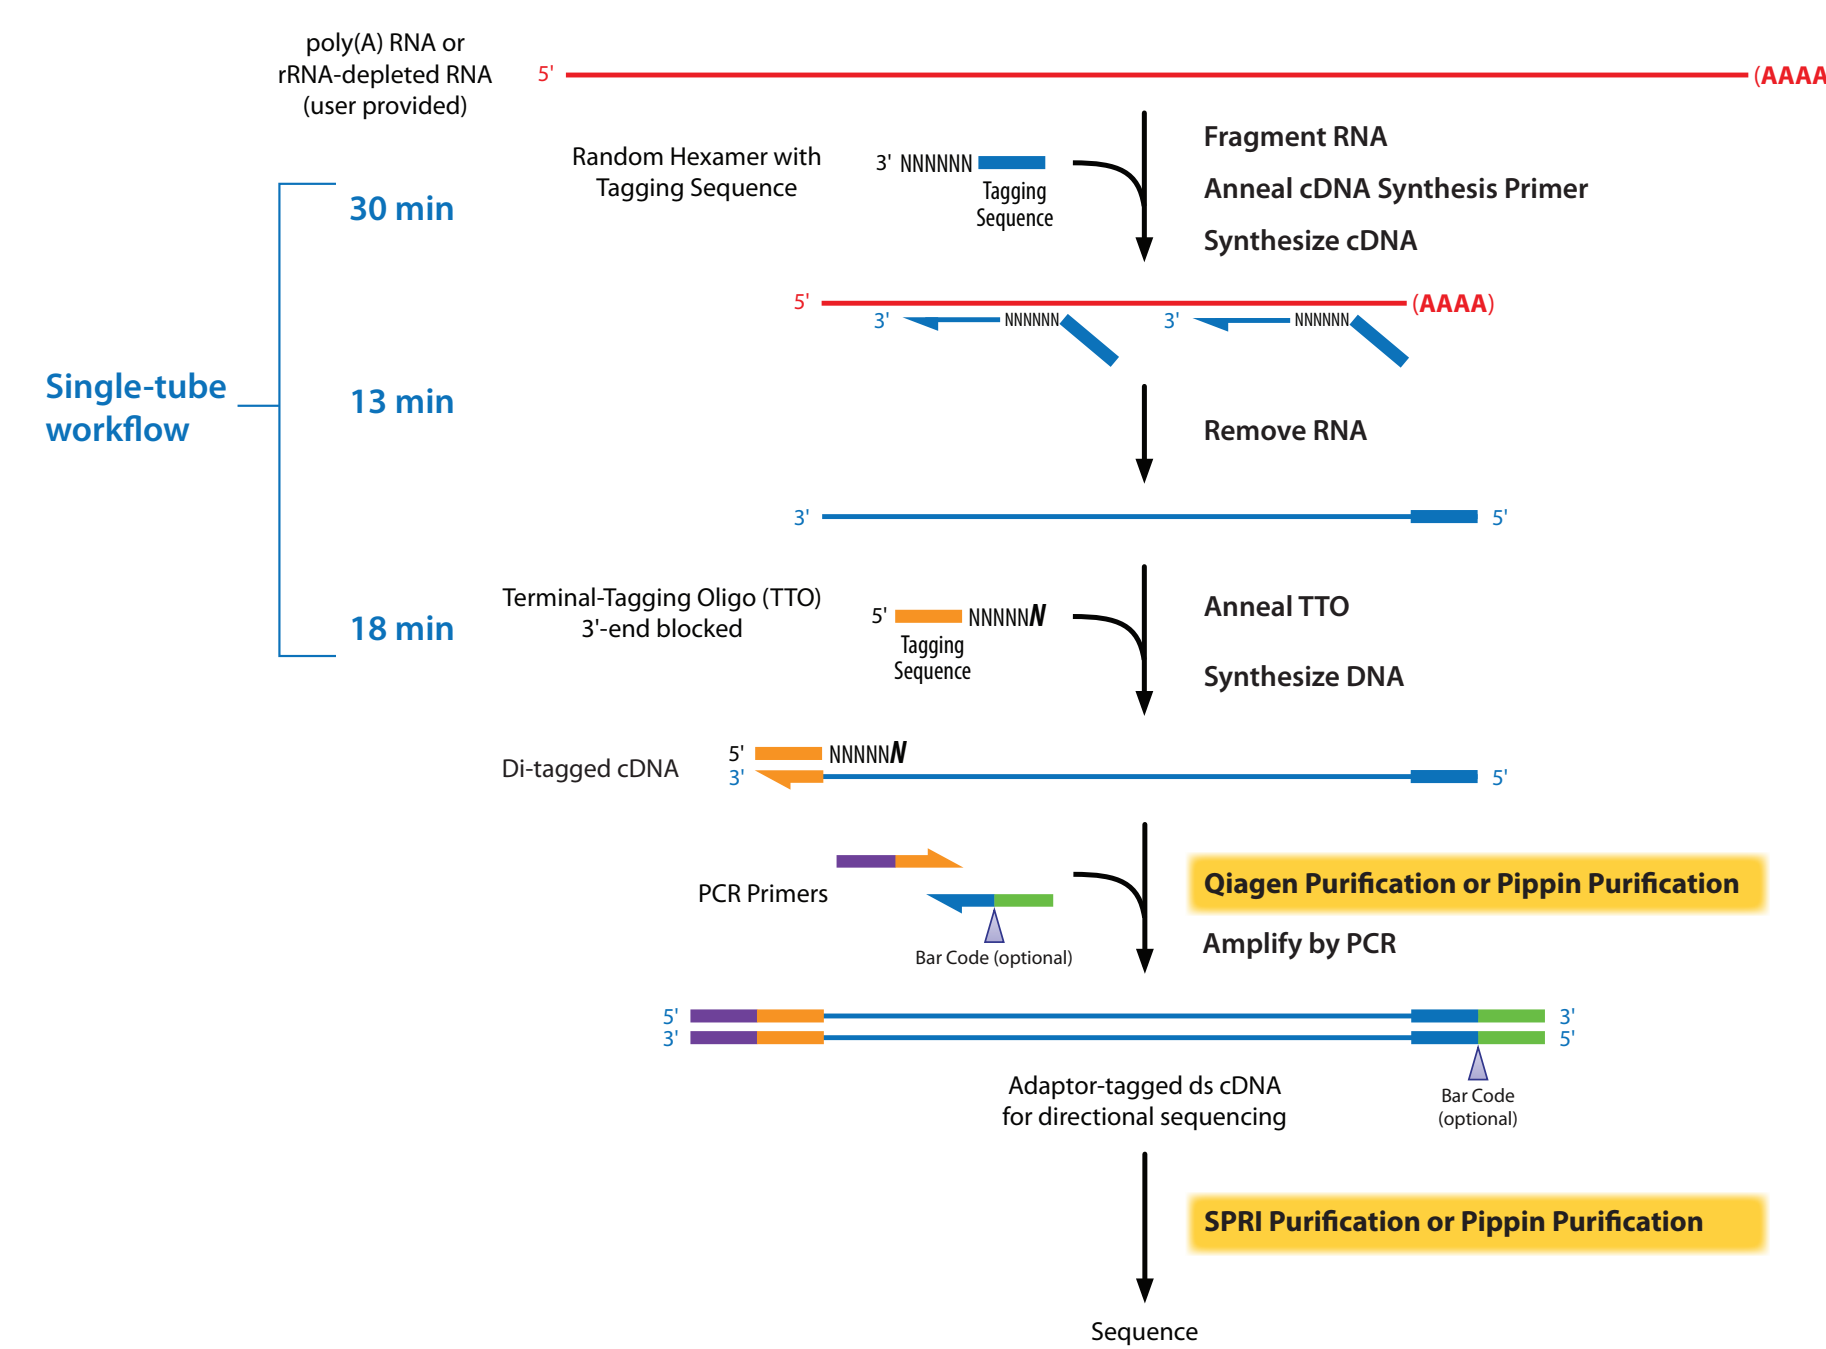 poly(A) RNA or
rRNA-depleted RNA
(user provided)
5'
(AAAA
Fragment RNA
Random Hexamer with
Tagging Sequence
3' NNNNNN
Tagging
Sequence
Anneal cDNA Synthesis Primer
Synthesize cDNA
30 min
5'
(AAAA)
3'
NNNNNN
3'
NNNNNN
Single-tube
workflow
13 min
Remove RNA
3'
5'
Terminal-Tagging Oligo (TTO)
3'-end blocked
18 min
5'
NNNNNN
Tagging
Sequence
Anneal TTO
Synthesize DNA
Di-tagged cDNA
5'
NNNNNN
3'
5'
PCR Primers
Bar Code (optional)
Qiagen Purification or Pippin Purification
Amplify by PCR
5'
3'
3'
5'
Adaptor-tagged ds cDNA
for directional sequencing
Bar Code
(optional)
SPRI Purification or Pippin Purification
Sequence